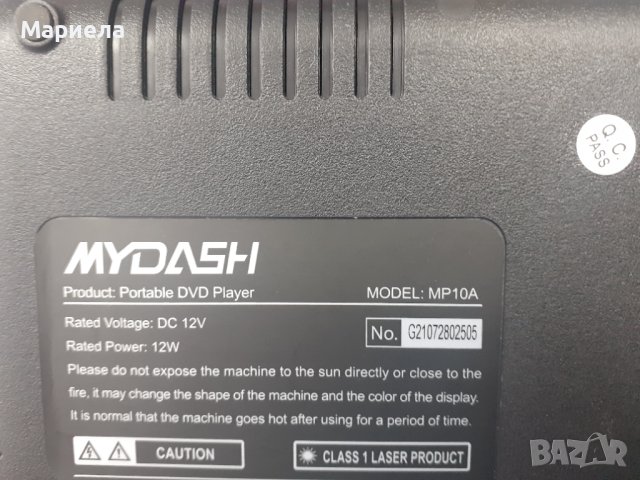 Мариела
Q.C.
PASS
MYDASH
Product: Portable DVD Player
MODEL: MP10A
Rated Voltage: DC 12V
No. G21072802505
Rated Power: 12W
Please do not expose the machine to the sun directly or close to the
fire, it may change the shape of the machine and the color of the display.
It is normal that the machine goes hot after using for a period of time.
CAUTION
CLASS 1 LASER PRODUCT
BAZAR